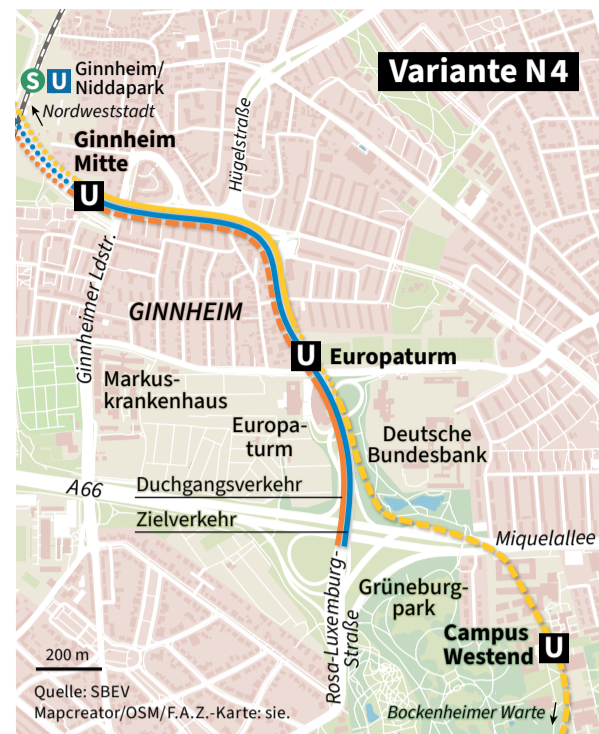 Variante N 4
S U Ginnheim/
Niddapark
Nordweststadt
Hügelstraße
Ginnheim
Mitte
U
Ginnheimer Ldstr.
GINNHEIM
U Europaturm
Markus-
krankenhaus
Europa-
turm
Deutsche
Bundesbank
A66
Duchgangsverkehr
Zielverkehr
Miquelallee
Rosa-Luxemburg-
Straße
Grüneburg-
park
Campus
Westend U
200 m
Quelle: SBEV
Mapcreator/OSM/F.A.Z.-Karte: sie.
Bockenheimer Warte